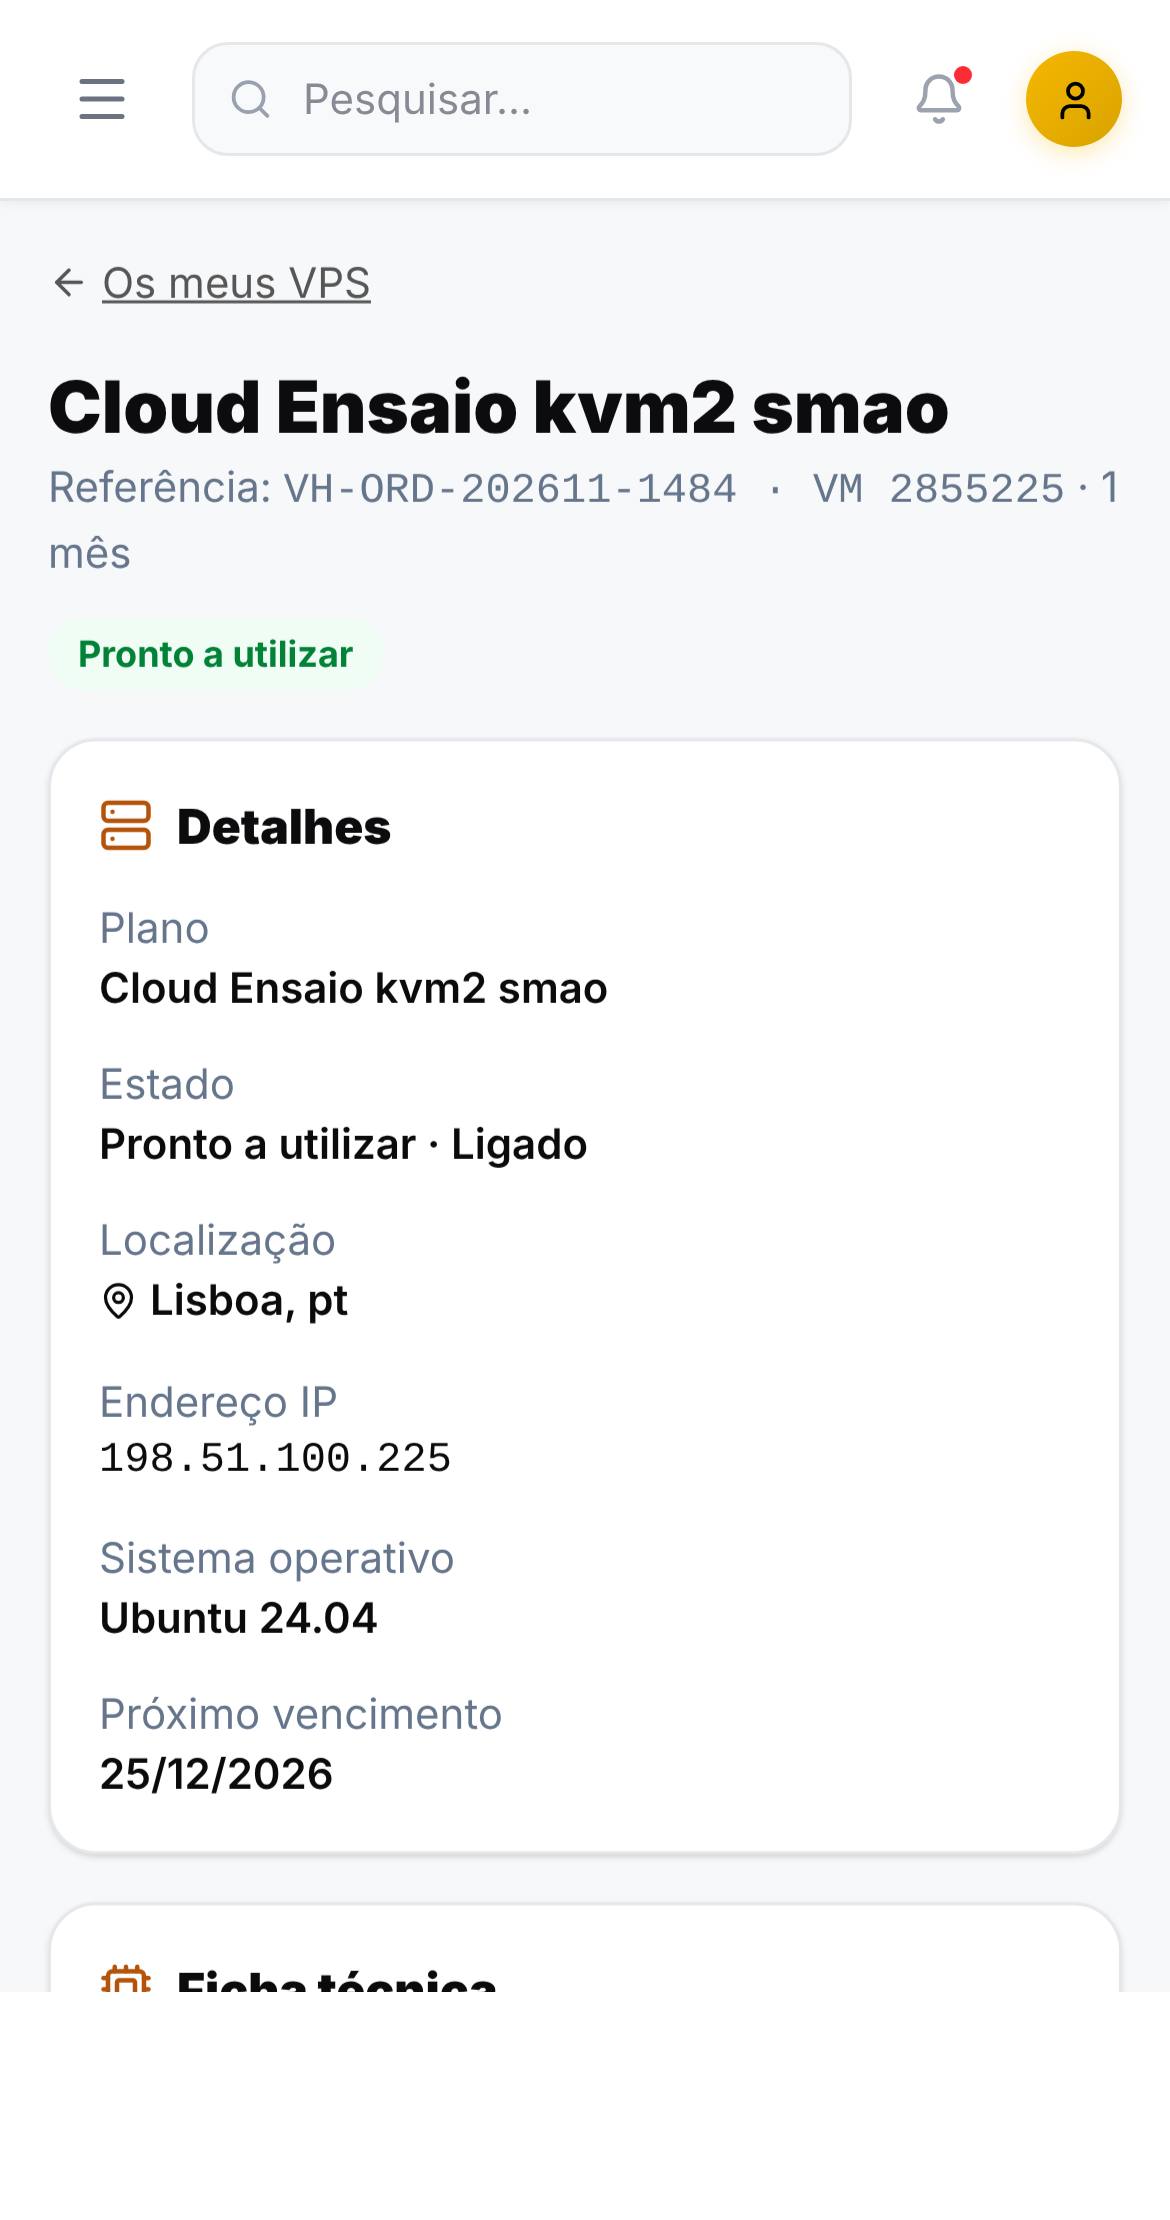 Pesquisar...
Os meus VPS
Cloud Ensaio kvm2 smao
Referência: VH-ORD-202611-1484 · VM 2855225 · 1
mês
Pronto a utilizar
Detalhes
Plano
Cloud Ensaio kvm2 smao
Estado
Pronto a utilizar · Ligado
Localização
Lisboa, pt
Endereço IP
198.51.100.225
Sistema operativo
Ubuntu 24.04
Próximo vencimento
25/12/2026
Ficha técnica